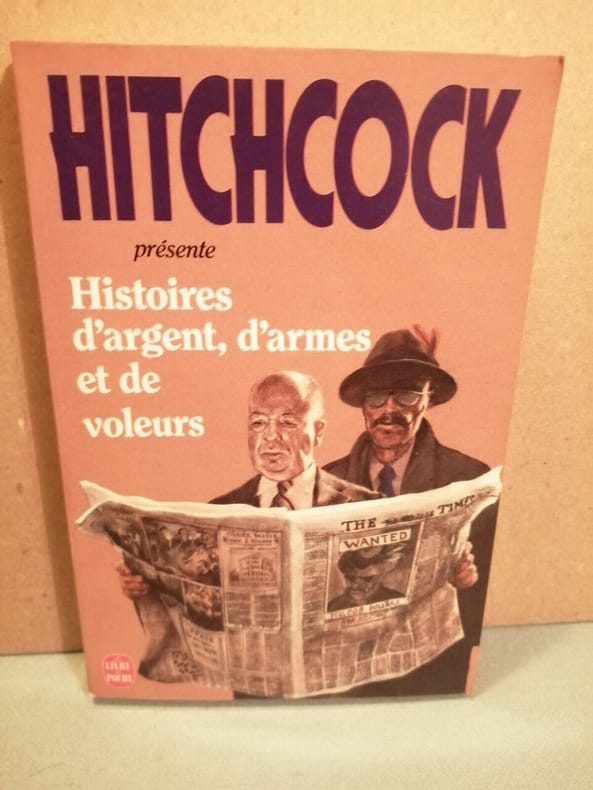 HITCHCOCK
présente
Histoires
d'argent, d'armes
et de
voleurs
THE TIMES
WANTED
LE LIVRE
DE POCHE